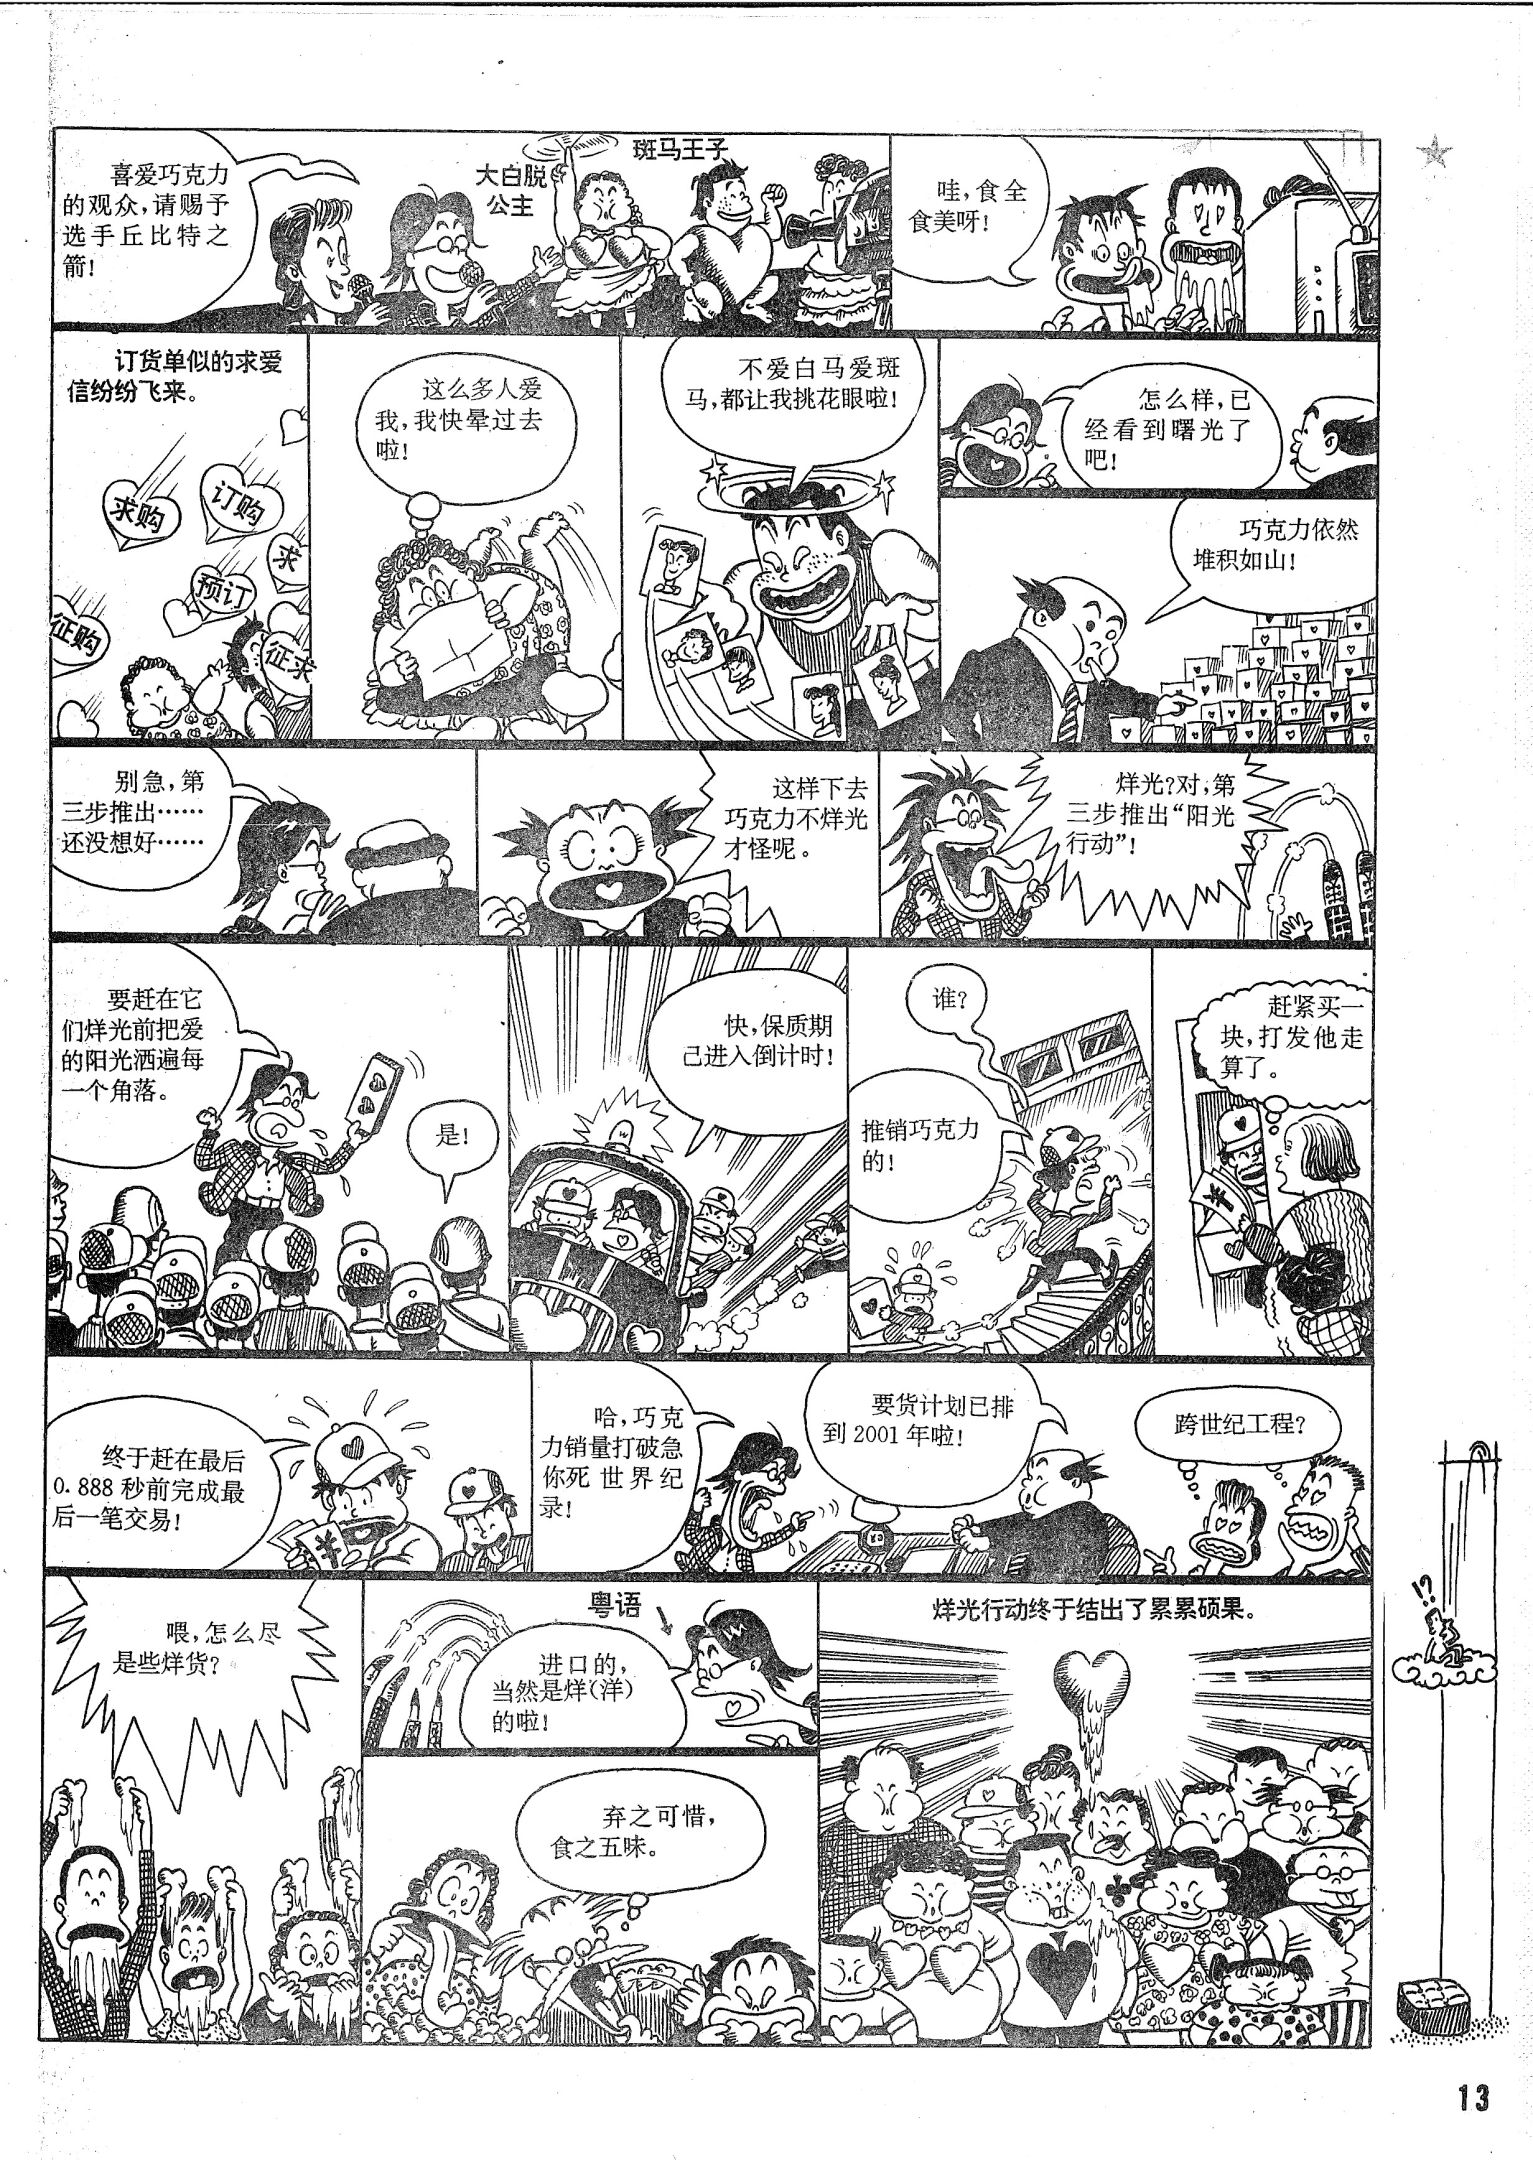 喜爱巧克力
的观众,请赐予
选手丘比特之
箭!
大白脱
公主
斑马王子
哇,食全
食美呀!
订货单似的求爱
信纷纷飞来。
求购
订购
求
预订
征购
征求
这么多人爱
我,我快晕过去
啦!
不爱白马爱斑
马,都让我挑花眼啦!
怎么样,已
经看到曙光了
吧!
巧克力依然
堆积如山!
别急,第
三步推出……
还没想好……
这样下去
巧克力不烊光
才怪呢。
烊光?对,第
三步推出“阳光
行动”!
要赶在它
们烊光前把爱
的阳光洒遍每
一个角落。
是!
快,保质期
己进入倒计时!
谁?
推销巧克力
的!
赶紧买一
块,打发他走
算了。
终于赶在最后
0.888秒前完成最
后一笔交易!
哈,巧克
力销量打破急
你死世界纪
录!
要货计划已排
到2001年啦!
跨世纪工程?
喂,怎么尽
是些烊货?
粤语
进口的,
当然是烊(洋)
的啦!
弃之可惜,
食之五味。
烊光行动终于结出了累累硕果。
!?
13